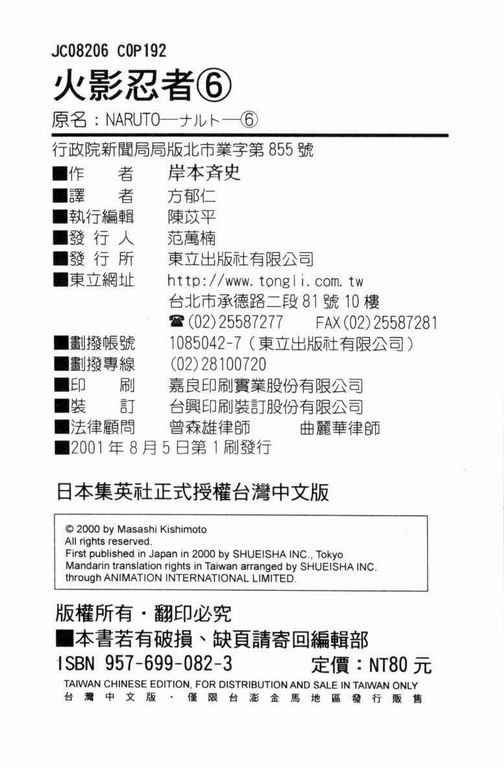 JC08206 COP192
火影忍者⑥
原名：NARUTO—ナルト—⑥
行政院新聞局局版北市業字第855號
■作者 岸本斉史
■譯者 方郁仁
■執行編輯 陳苡平
■發行人 范萬楠
■發行所 東立出版社有限公司
■東立網址 http://www.tongli.com.tw
台北市承德路二段81號10樓
☎(02)25587277 FAX(02)25587281
■劃撥帳號 1085042-7（東立出版社有限公司）
■劃撥專線 (02)28100720
■印刷 嘉良印刷實業股份有限公司
■裝訂 台興印刷裝訂股份有限公司
■法律顧問 曾森雄律師 曲麗華律師
■2001年8月5日第1刷發行
日本集英社正式授權台灣中文版
© 2000 by Masashi Kishimoto
All rights reserved.
First published in Japan in 2000 by SHUEISHA INC., Tokyo
Mandarin translation rights in Taiwan arranged by SHUEISHA INC.
through ANIMATION INTERNATIONAL LIMITED.
版權所有・翻印必究
■本書若有破損、缺頁請寄回編輯部
ISBN 957-699-082-3 定價：NT80元
TAIWAN CHINESE EDITION, FOR DISTRIBUTION AND SALE IN TAIWAN ONLY
台灣中文版・僅限台澎金馬地區發行販售